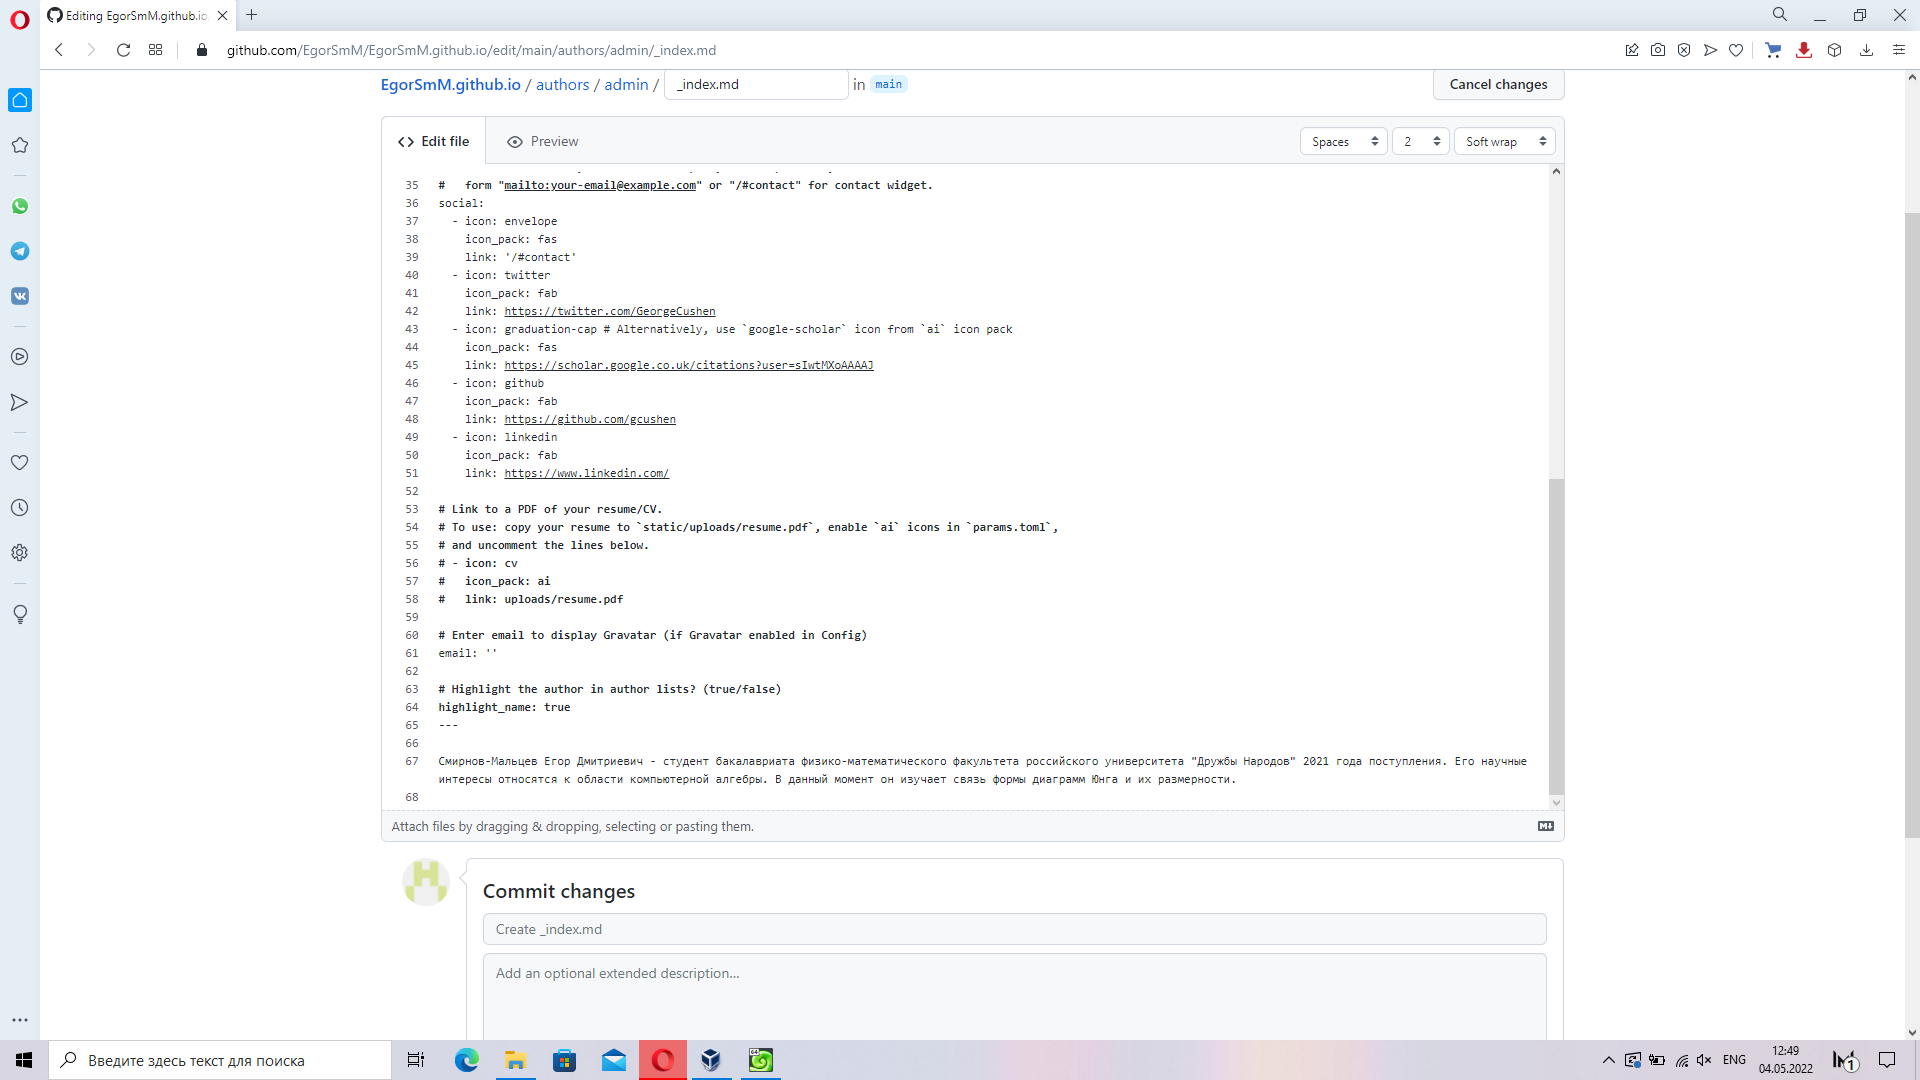 Editing EgorSmM.github.io
github.com/EgorSmM/EgorSmM.github.io/edit/main/authors/admin/_index.md
EgorSmM.github.io / authors / admin / _index.md in main
Cancel changes
Edit file
Preview
Spaces
2
Soft wrap
35 #   form "mailto:your-email@example.com" or "/#contact" for contact widget.
36 social:
37   - icon: envelope
38     icon_pack: fas
39     link: '/#contact'
40   - icon: twitter
41     icon_pack: fab
42     link: https://twitter.com/GeorgeCushen
43   - icon: graduation-cap # Alternatively, use `google-scholar` icon from `ai` icon pack
44     icon_pack: fas
45     link: https://scholar.google.co.uk/citations?user=sIwtMXoAAAAJ
46   - icon: github
47     icon_pack: fab
48     link: https://github.com/gcushen
49   - icon: linkedin
50     icon_pack: fab
51     link: https://www.linkedin.com/
52
53 # Link to a PDF of your resume/CV.
54 # To use: copy your resume to `static/uploads/resume.pdf`, enable `ai` icons in `params.toml`,
55 # and uncomment the lines below.
56 # - icon: cv
57 #   icon_pack: ai
58 #   link: uploads/resume.pdf
59
60 # Enter email to display Gravatar (if Gravatar enabled in Config)
61 email: ''
62
63 # Highlight the author in author lists? (true/false)
64 highlight_name: true
65 ---
66
67 Смирнов-Мальцев Егор Дмитриевич - студент бакалавриата физико-математического факультета российского университета "Дружбы Народов" 2021 года поступления. Его научные
интересы относятся к области компьютерной алгебры. В данный момент он изучает связь формы диаграмм Юнга и их размерности.
68
Attach files by dragging & dropping, selecting or pasting them.
Commit changes
Create _index.md
Add an optional extended description...
Введите здесь текст для поиска
ENG
12:49
04.05.2022
1